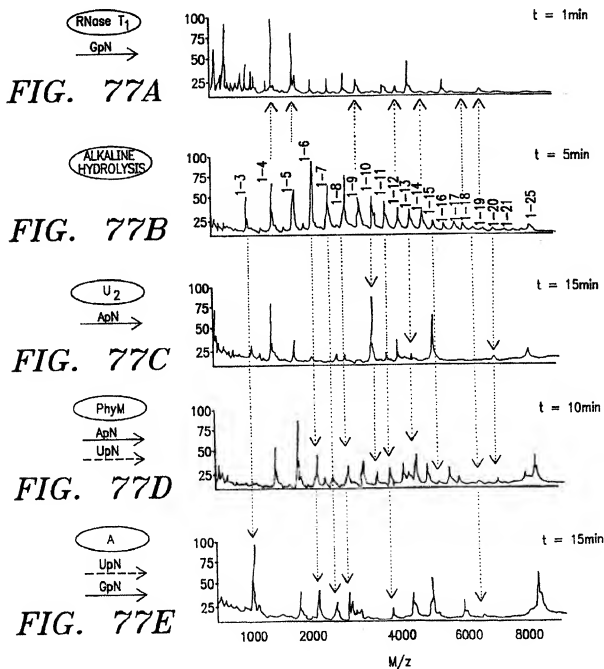 RNase T1
GpN
FIG. 77A
100
75
50
25
t = 1min
ALKALINE
HYDROLYSIS
FIG. 77B
100
75
50
25
1-3
1-4
1-5
1-6
1-7
1-8
1-9
1-10
1-11
1-12
1-13
1-14
1-15
1-16
1-17
1-18
1-19
1-20
1-21
1-25
t = 5min
U2
ApN
FIG. 77C
100
75
50
25
t = 15min
PhyM
ApN
UpN
FIG. 77D
100
75
50
25
t = 10min
A
UpN
GpN
FIG. 77E
100
75
50
25
t = 15min
1000 2000 4000 6000 8000
M/z